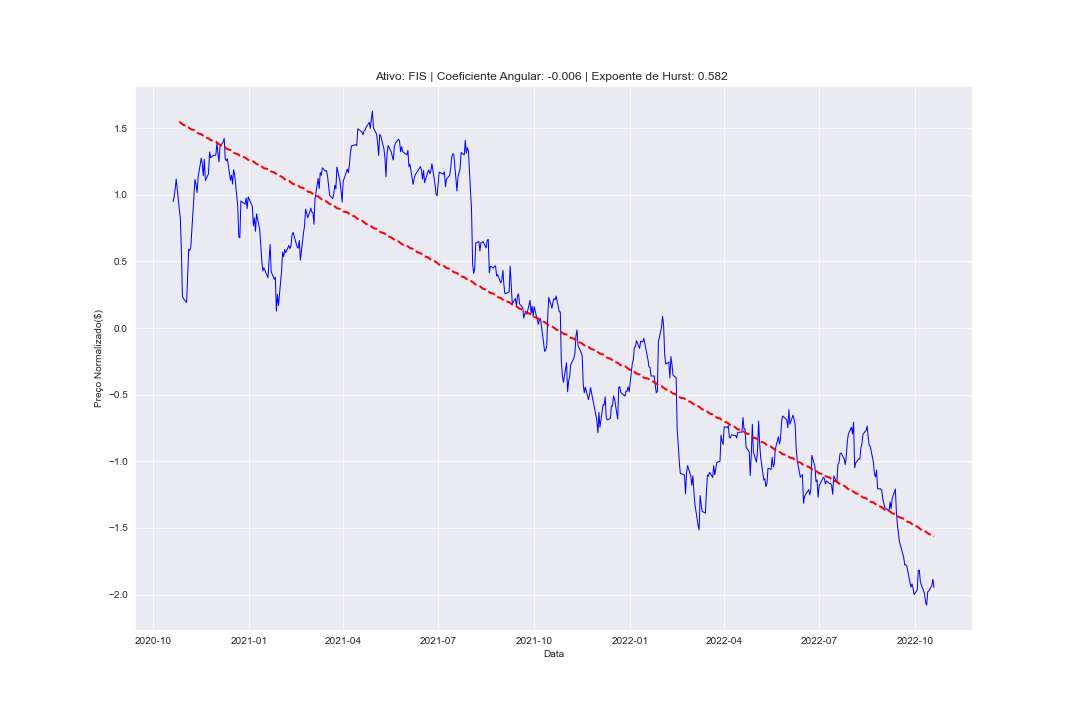 Ativo: FIS | Coeficiente Angular: -0.006 | Expoente de Hurst: 0.582
Preço Normalizado($)
1.5
1.0
0.5
0.0
−0.5
−1.0
−1.5
−2.0
2020-10 2021-01 2021-04 2021-07 2021-10 2022-01 2022-04 2022-07 2022-10
Data